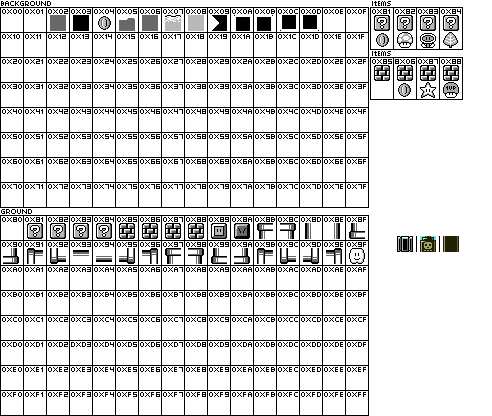 BACKGROUND
0X00 0X01 0X02 0X03 0X04 0X05 0X06 0X07 0X08 0X09 0X0A 0X0B 0X0C 0X0D 0X0E 0X0F
0X10 0X11 0X12 0X13 0X14 0X15 0X16 0X17 0X18 0X19 0X1A 0X1B 0X1C 0X1D 0X1E 0X1F
0X20 0X21 0X22 0X23 0X24 0X25 0X26 0X27 0X28 0X29 0X2A 0X2B 0X2C 0X2D 0X2E 0X2F
0X30 0X31 0X32 0X33 0X34 0X35 0X36 0X37 0X38 0X39 0X3A 0X3B 0X3C 0X3D 0X3E 0X3F
0X40 0X41 0X42 0X43 0X44 0X45 0X46 0X47 0X48 0X49 0X4A 0X4B 0X4C 0X4D 0X4E 0X4F
0X50 0X51 0X52 0X53 0X54 0X55 0X56 0X57 0X58 0X59 0X5A 0X5B 0X5C 0X5D 0X5E 0X5F
0X60 0X61 0X62 0X63 0X64 0X65 0X66 0X67 0X68 0X69 0X6A 0X6B 0X6C 0X6D 0X6E 0X6F
0X70 0X71 0X72 0X73 0X74 0X75 0X76 0X77 0X78 0X79 0X7A 0X7B 0X7C 0X7D 0X7E 0X7F
ITEMS
0X81 0X82 0X83 0X84
? ? ? ?
ITEMS
0X85 0X86 0X87 0X88
1UP
GROUND
0X80 0X81 0X82 0X83 0X84 0X85 0X86 0X87 0X88 0X89 0X8A 0X8B 0X8C 0X8D 0X8E 0X8F
? ? ? ?
0X90 0X91 0X92 0X93 0X94 0X95 0X96 0X97 0X98 0X99 0X9A 0X9B 0X9C 0X9D 0X9E 0X9F
0XA0 0XA1 0XA2 0XA3 0XA4 0XA5 0XA6 0XA7 0XA8 0XA9 0XAA 0XAB 0XAC 0XAD 0XAE 0XAF
0XB0 0XB1 0XB2 0XB3 0XB4 0XB5 0XB6 0XB7 0XB8 0XB9 0XBA 0XBB 0XBC 0XBD 0XBE 0XBF
0XC0 0XC1 0XC2 0XC3 0XC4 0XC5 0XC6 0XC7 0XC8 0XC9 0XCA 0XCB 0XCC 0XCD 0XCE 0XCF
0XD0 0XD1 0XD2 0XD3 0XD4 0XD5 0XD6 0XD7 0XD8 0XD9 0XDA 0XDB 0XDC 0XDD 0XDE 0XDF
0XE0 0XE1 0XE2 0XE3 0XE4 0XE5 0XE6 0XE7 0XE8 0XE9 0XEA 0XEB 0XEC 0XED 0XEE 0XEF
0XF0 0XF1 0XF2 0XF3 0XF4 0XF5 0XF6 0XF7 0XF8 0XF9 0XFA 0XFB 0XFC 0XFD 0XFE 0XFF